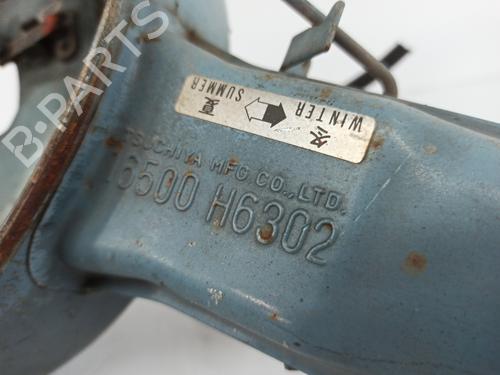 B-PARTS
夏 冬
SUMMER WINTER
TSUCHIYA MFG CO., LTD.
16500 H6302